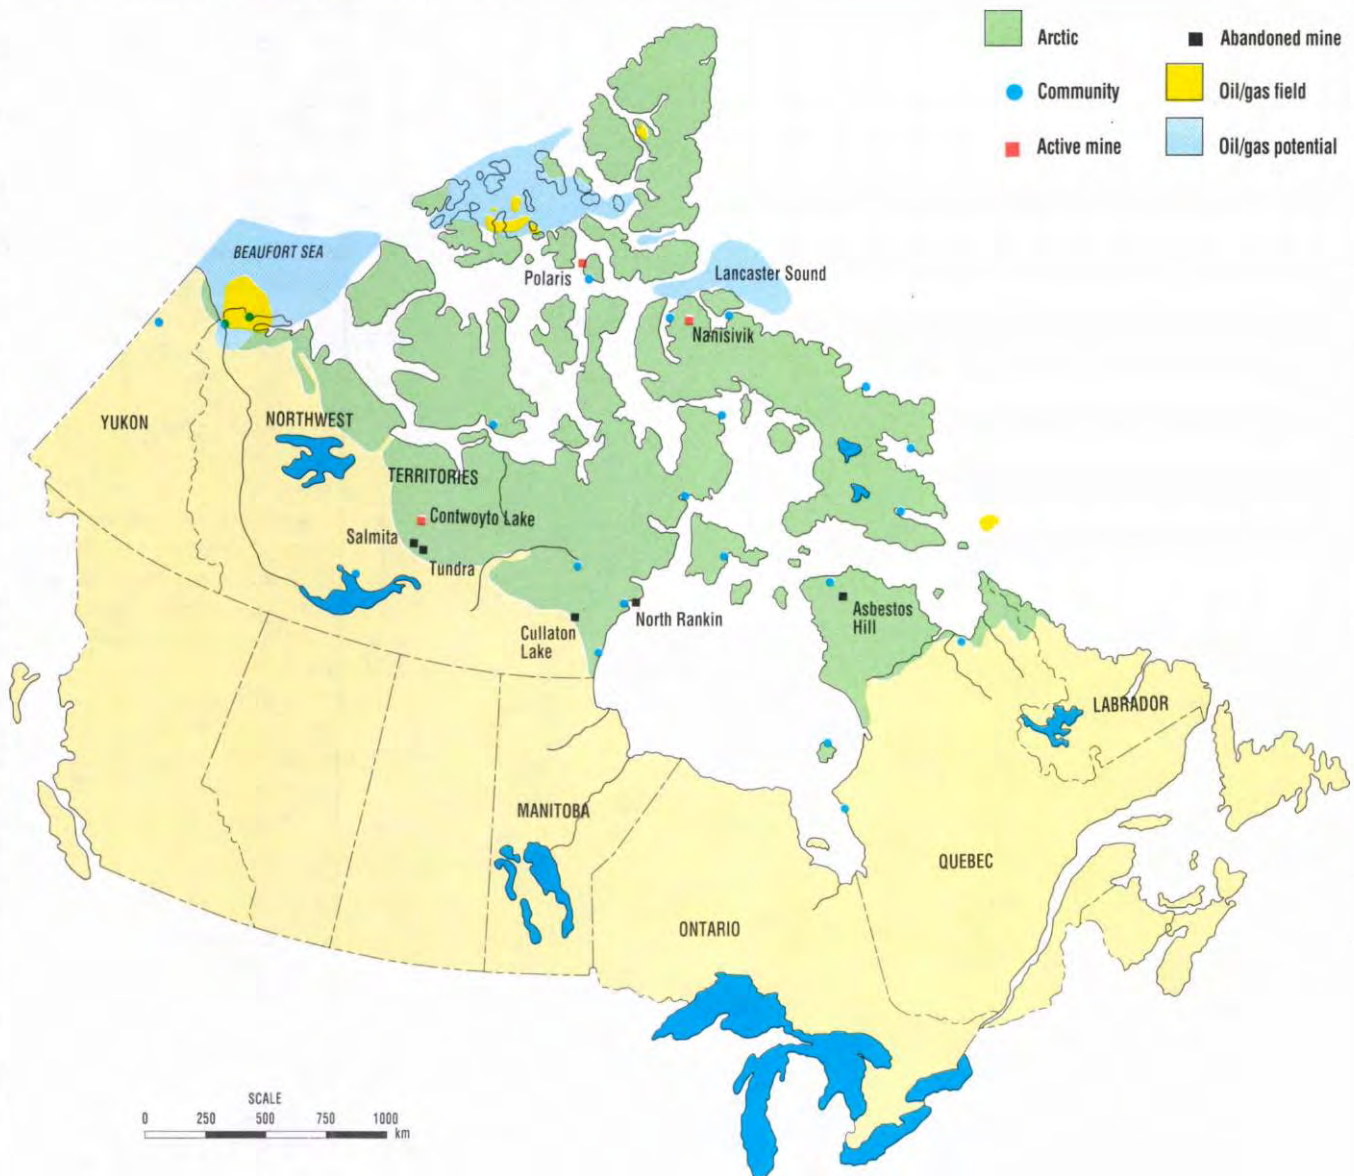 Arctic
Abandoned mine
Community
Oil/gas field
Active mine
Oil/gas potential
BEAUFORT SEA
Polaris
Lancaster Sound
Nanisivik
YUKON
NORTHWEST
TERRITORIES
Contwoyto Lake
Salmita
Tundra
North Rankin
Cullaton
Lake
Asbestos
Hill
LABRADOR
MANITOBA
QUEBEC
ONTARIO
SCALE
0 250 500 750 1000
km